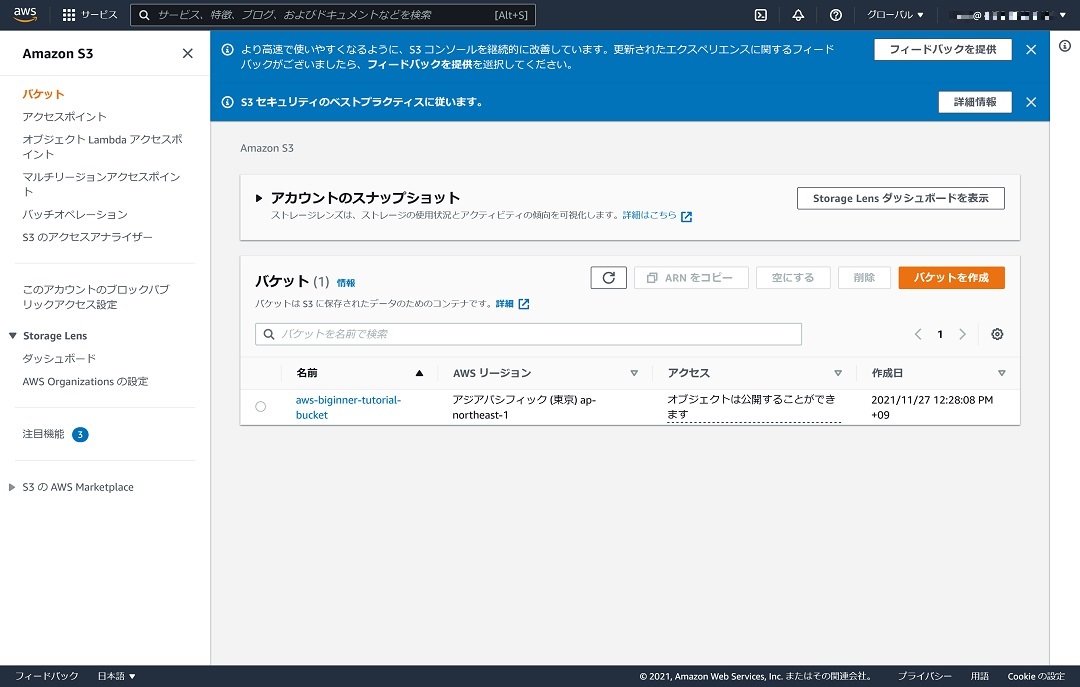 aws
サービス
サービス、特徴、ブログ、およびドキュメントなどを検索
[Alt+S]
グローバル ▼
Amazon S3
バケット
アクセスポイント
オブジェクト Lambda アクセスポ
イント
マルチリージョンアクセスポイン
ト
バッチオペレーション
S3 のアクセスアナライザー
このアカウントのブロックパブ
リックアクセス設定
Storage Lens
ダッシュボード
AWS Organizations の設定
注目機能 3
S3 の AWS Marketplace
より高速で使いやすくなるように、S3 コンソールを継続的に改善しています。更新されたエクスペリエンスに関するフィード
バックがございましたら、フィードバックを提供を選択してください。
フィードバックを提供
S3 セキュリティのベストプラクティスに従います。
詳細情報
Amazon S3
アカウントのスナップショット
ストレージレンズは、ストレージの使用状況とアクティビティの傾向を可視化します。詳細はこちら
Storage Lens ダッシュボードを表示
バケット (1) 情報
バケットは S3 に保存されたデータのためのコンテナです。詳細
ARN をコピー
空にする
削除
バケットを作成
バケットを名前で検索
1
名前
AWS リージョン
アクセス
作成日
aws-biginner-tutorial-
bucket
アジアパシフィック (東京) ap-
northeast-1
オブジェクトは公開することができ
ます
2021/11/27 12:28:08 PM
+09
フィードバック
日本語 ▼
© 2021, Amazon Web Services, Inc. またはその関連会社。
プライバシー
用語
Cookie の設定